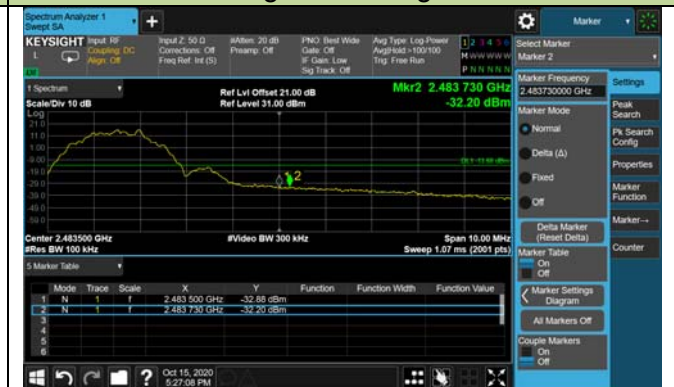 Spectrum Analyzer 1
Swept SA
Marker
KEYSIGHT
L
Input: RF
Coupling: DC
Align: Off
Input Z: 50 Ω
Corrections: Off
Freq Ref: Int (S)
#Atten: 20 dB
Preamp: Off
PNO: Best Wide
Gate: Off
IF Gain: Low
Sig Track: Off
Avg Type: Log-Power
Avg|Hold:>100/100
Trig: Free Run
1 2 3 4 5 6
M W W W W W
P N N N N N
Select Marker
Marker 2
Marker Frequency
2.483730000 GHz
Settings
1 Spectrum
Scale/Div 10 dB
Log
Ref Lvl Offset 21.00 dB
Ref Level 31.00 dBm
Mkr2 2.483 730 GHz
-32.20 dBm
21.0
11.0
1.00
-9.00
-19.0
-29.0
-39.0
-49.0
-59.0
1 2
Center 2.483500 GHz
#Res BW 100 kHz
#Video BW 300 kHz
Span 10.00 MHz
Sweep 1.07 ms (2001 pts)
Marker Mode
Normal
Delta (Δ)
Fixed
Off
Delta Marker
(Reset Delta)
Marker Table
On
Off
Marker Settings
Diagram
All Markers Off
Couple Markers
On
Off
Peak
Search
Pk Search
Config
Properties
Marker
Function
Marker→
Counter
5 Marker Table
Mode Trace Scale X Y Function Function Width Function Value
1 N 1 f 2.483 500 GHz -32.88 dBm
2 N 1 f 2.483 730 GHz -32.20 dBm
3
4
5
6
? Oct 15, 2020
5:27:08 PM